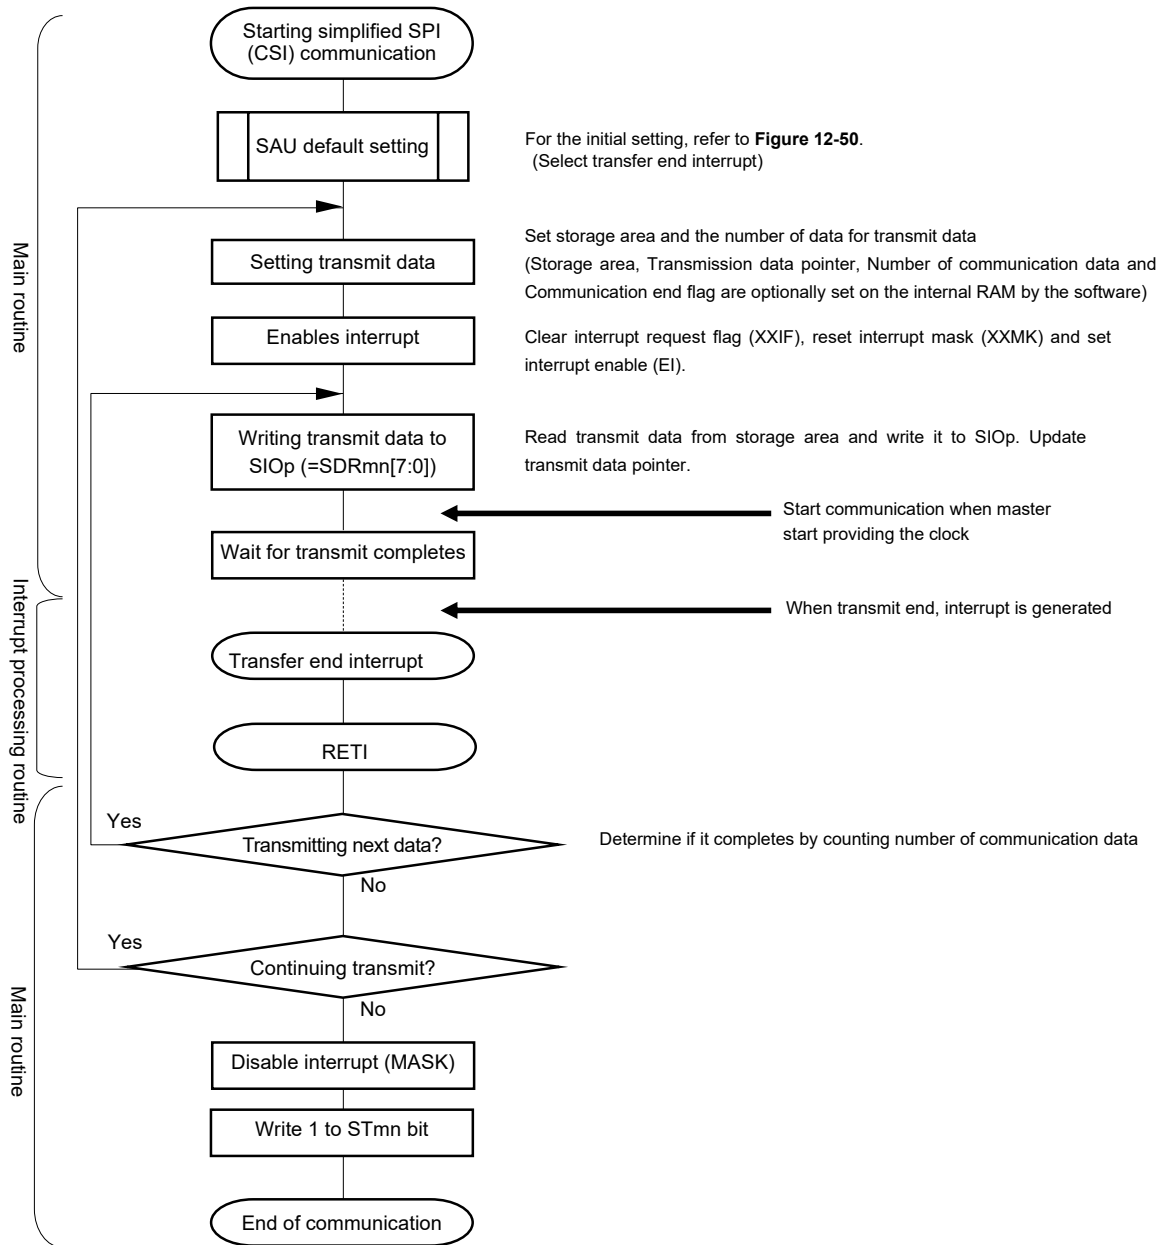 Starting simplified SPI
(CSI) communication
SAU default setting
For the initial setting, refer to Figure 12-50.
(Select transfer end interrupt)
Main routine
Setting transmit data
Set storage area and the number of data for transmit data
(Storage area, Transmission data pointer, Number of communication data and
Communication end flag are optionally set on the internal RAM by the software)
Enables interrupt
Clear interrupt request flag (XXIF), reset interrupt mask (XXMK) and set
interrupt enable (EI).
Writing transmit data to
SIOp (=SDRmn[7:0])
Read transmit data from storage area and write it to SIOp. Update
transmit data pointer.
Start communication when master
start providing the clock
Wait for transmit completes
When transmit end, interrupt is generated
Interrupt processing routine
Transfer end interrupt
RETI
Yes
Transmitting next data?
Determine if it completes by counting number of communication data
No
Yes
Continuing transmit?
No
Main routine
Disable interrupt (MASK)
Write 1 to STmn bit
End of communication